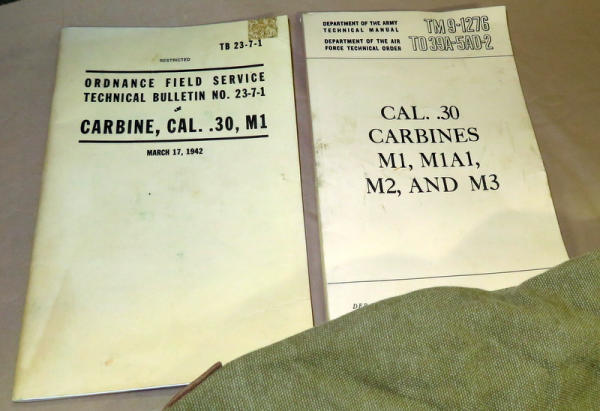 TB 23-7-1
RESTRICTED
ORDNANCE FIELD SERVICE
TECHNICAL BULLETIN NO. 23-7-1
CARBINE, CAL. .30, M1
MARCH 17, 1942
DEPARTMENT OF THE ARMY
TECHNICAL MANUAL
DEPARTMENT OF THE AIR
FORCE TECHNICAL ORDER
TM 9-1276
TO 39A-5AD-2
CAL. .30
CARBINES
M1, M1A1,
M2, AND M3